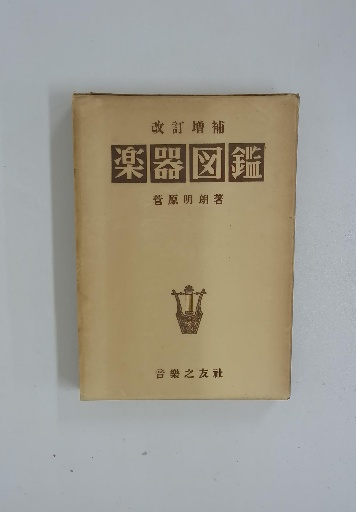 改訂増補
楽器図鑑
菅原明朗著
音樂之友社